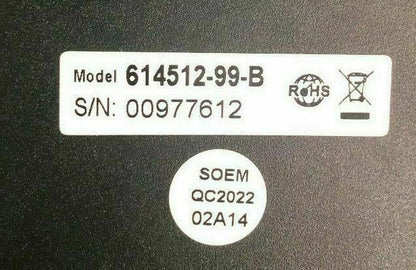 Model 614512-99-B
S/N: 00977612
RoHS
SOEM
QC2022
02A14